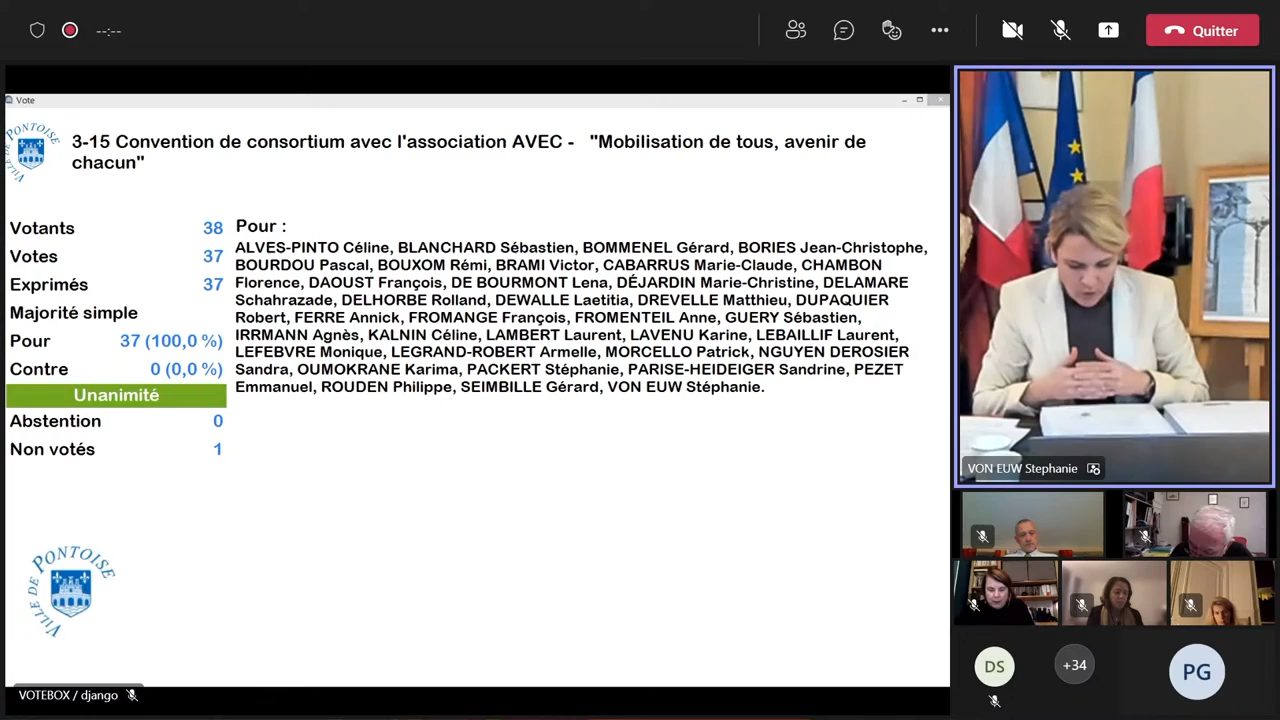 --:--
Quitter
Vote
VILLE DE PONTOISE
3-15 Convention de consortium avec l'association AVEC - "Mobilisation de tous, avenir de
chacun"
Votants 38
Votes 37
Exprimés 37
Majorité simple
Pour 37 (100,0 %)
Contre 0 (0,0 %)
Unanimité
Abstention 0
Non votés 1
Pour :
ALVES-PINTO Céline, BLANCHARD Sébastien, BOMMENEL Gérard, BORIES Jean-Christophe,
BOURDOU Pascal, BOUXOM Rémi, BRAMI Victor, CABARRUS Marie-Claude, CHAMBON
Florence, DAOUST François, DE BOURMONT Lena, DÉJARDIN Marie-Christine, DELAMARE
Schahrazade, DELHORBE Rolland, DEWALLE Laetitia, DREVELLE Matthieu, DUPAQUIER
Robert, FERRE Annick, FROMANGE François, FROMENTEIL Anne, GUERY Sébastien,
IRRMANN Agnès, KALNIN Céline, LAMBERT Laurent, LAVENU Karine, LEBAILLIF Laurent,
LEFEBVRE Monique, LEGRAND-ROBERT Armelle, MORCELLO Patrick, NGUYEN DEROSIER
Sandra, OUMOKRANE Karima, PACKERT Stéphanie, PARISE-HEIDEIGER Sandrine, PEZET
Emmanuel, ROUDEN Philippe, SEIMBILLE Gérard, VON EUW Stéphanie.
VILLE DE PONTOISE
VOTEBOX / django
VON EUW Stephanie
DS
+34
PG